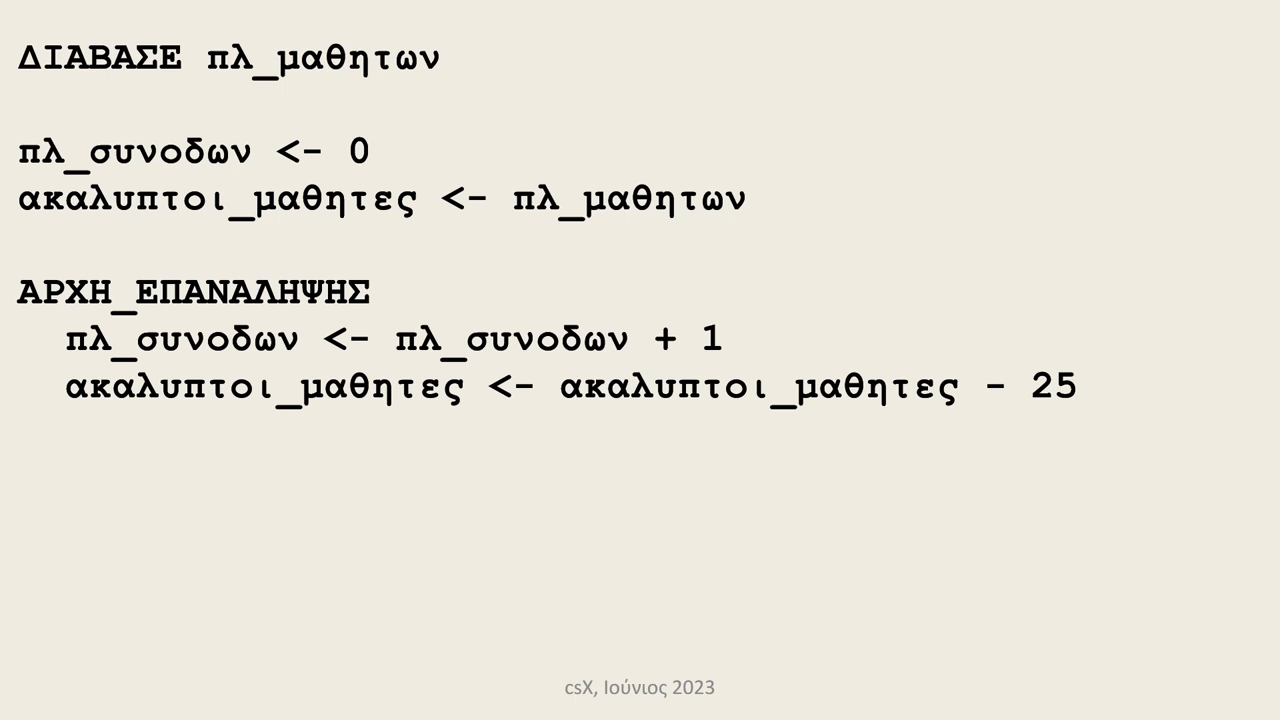 ΔΙΑΒΑΣΕ πλ_μαθητων
πλ_συνοδων <- 0
ακαλυπτοι_μαθητες <- πλ_μαθητων
ΑΡΧΗ_ΕΠΑΝΑΛΗΨΗΣ
πλ_συνοδων <- πλ_συνοδων + 1
ακαλυπτοι_μαθητες <- ακαλυπτοι_μαθητες - 25
csX, Ιούνιος 2023